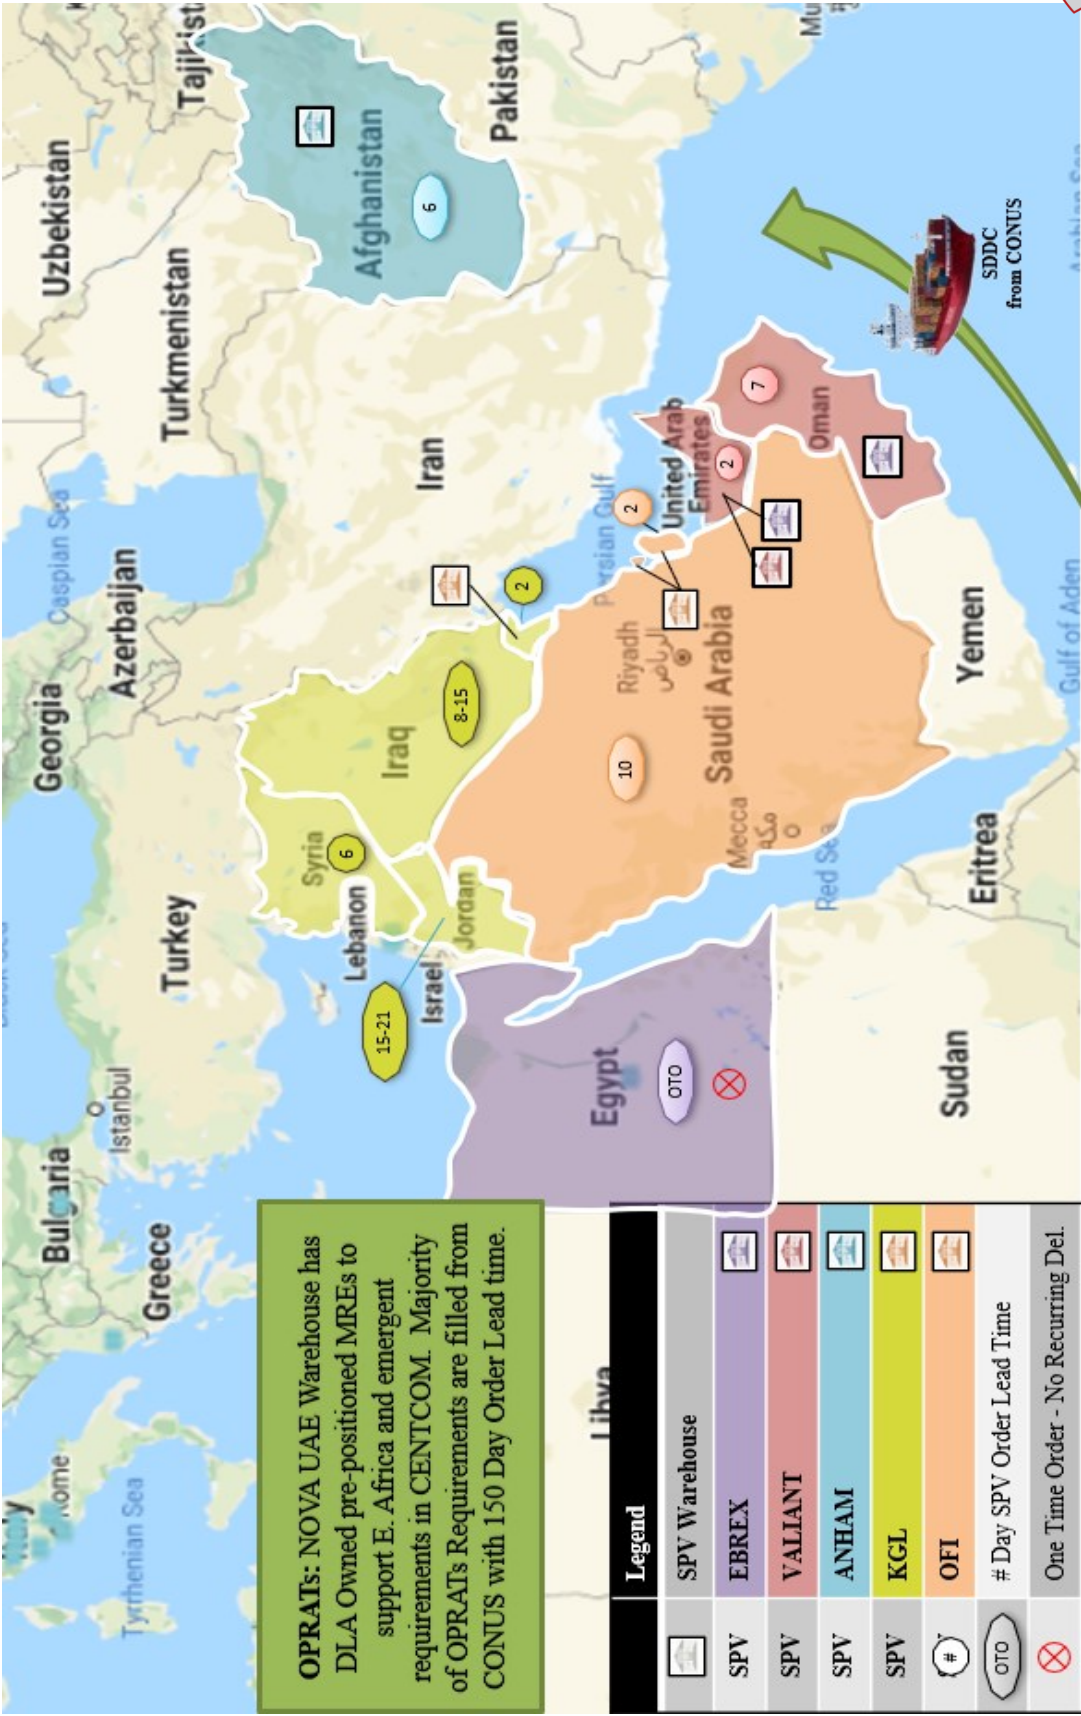 Rome
Tyrrhenian Sea
Greece
Bulgaria
Istanbul
Turkey
Georgia
Azerbaijan
Caspian Sea
Turkmenistan
Uzbekistan
Tajikist
OPRATs: NOVA UAE Warehouse has
DLA Owned pre-positioned MREs to
support E. Africa and emergent
requirements in CENTCOM. Majority
of OPRATs Requirements are filled from
CONUS with 150 Day Order Lead time.
15-21
Lebanon
Israel
Syria
6
Jordan
Iraq
8-15
2
Iran
Afghanistan
6
Pakistan
Libya
Egypt
OTO
Riyadh
الرياض
10
Saudi Arabia
Mecca
مكة
Persian Gulf
2
United Arab
Emirates
2
7
Oman
Red Sea
Sudan
Eritrea
Yemen
Gulf of Aden
SDDC
from CONUS
Mu
Legend
SPV Warehouse
SPV EBREX
SPV VALIANT
SPV ANHAM
SPV KGL
# OFI
OTO # Day SPV Order Lead Time
One Time Order - No Recurring Del.